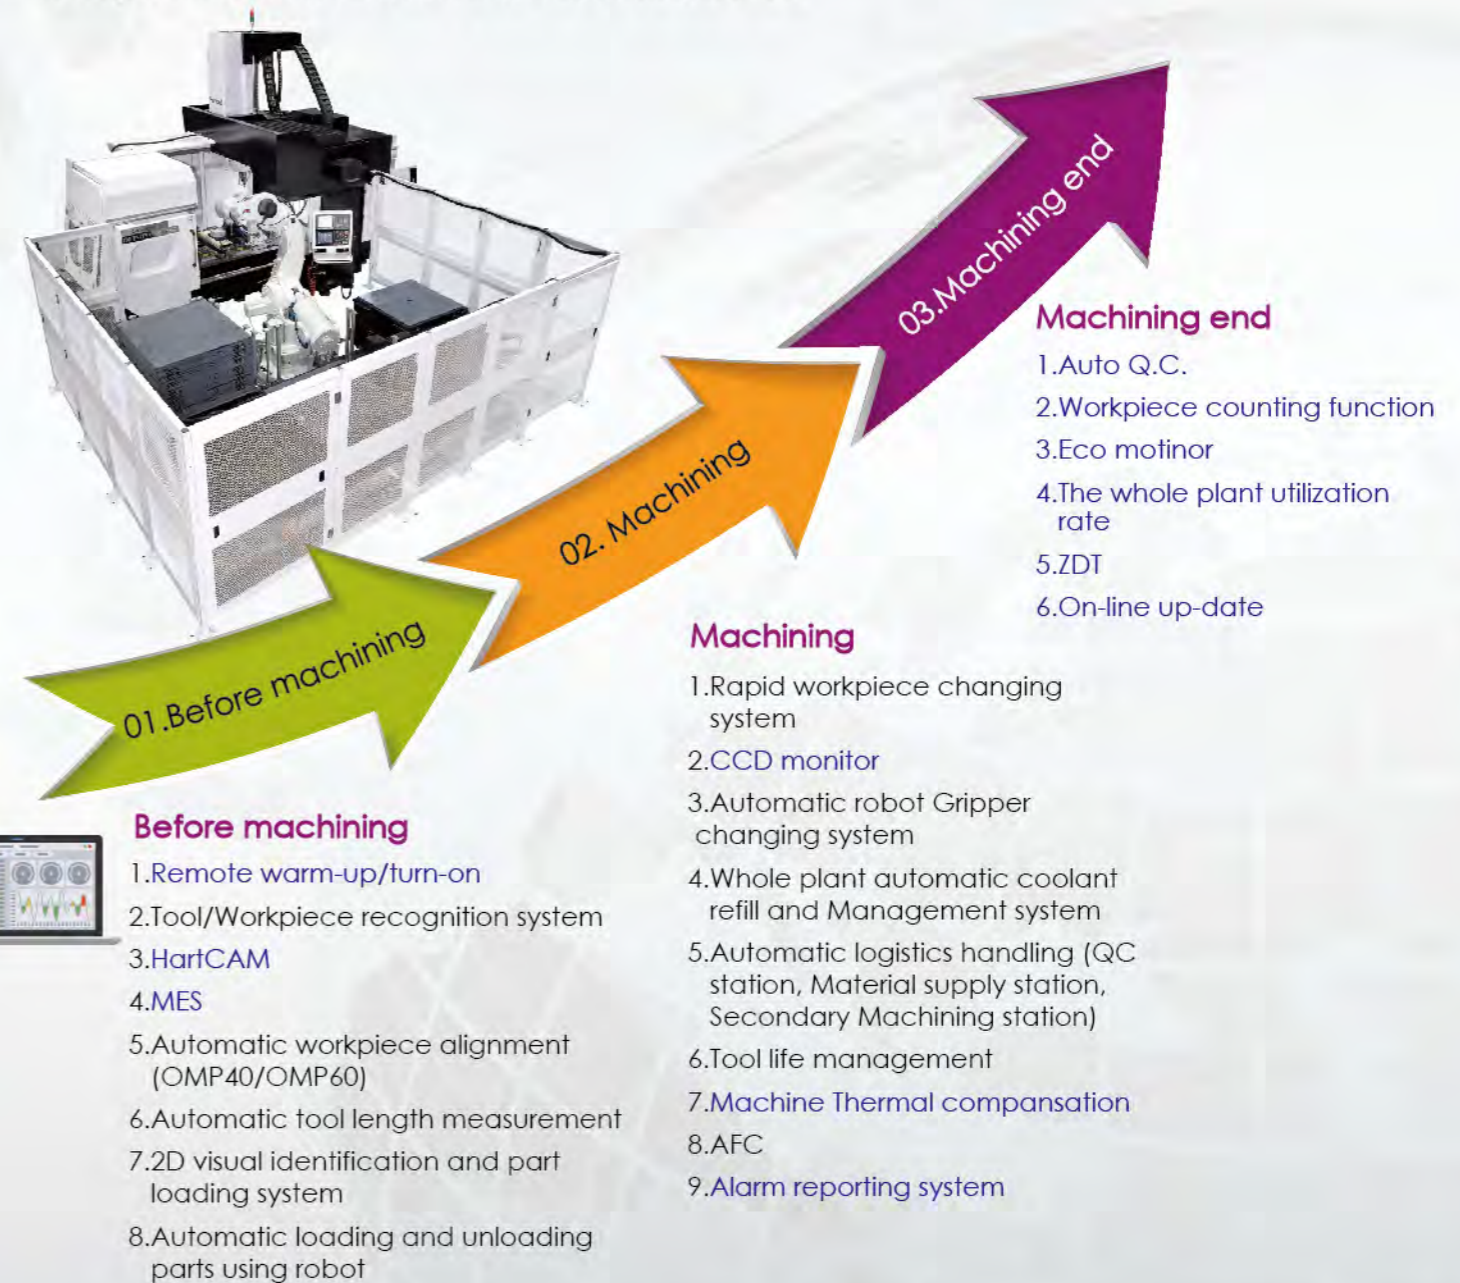 03.Machining end
02. Machining
01.Before machining
Machining end
1.Auto Q.C.
2.Workpiece counting function
3.Eco motinor
4.The whole plant utilization
rate
5.ZDT
6.On-line up-date
Machining
1.Rapid workpiece changing
system
2.CCD monitor
3.Automatic robot Gripper
changing system
4.Whole plant automatic coolant
refill and Management system
5.Automatic logistics handling (QC
station, Material supply station,
Secondary Machining station)
6.Tool life management
7.Machine Thermal compansation
8.AFC
9.Alarm reporting system
Before machining
1.Remote warm-up/turn-on
2.Tool/Workpiece recognition system
3.HartCAM
4.MES
5.Automatic workpiece alignment
(OMP40/OMP60)
6.Automatic tool length measurement
7.2D visual identification and part
loading system
8.Automatic loading and unloading
parts using robot